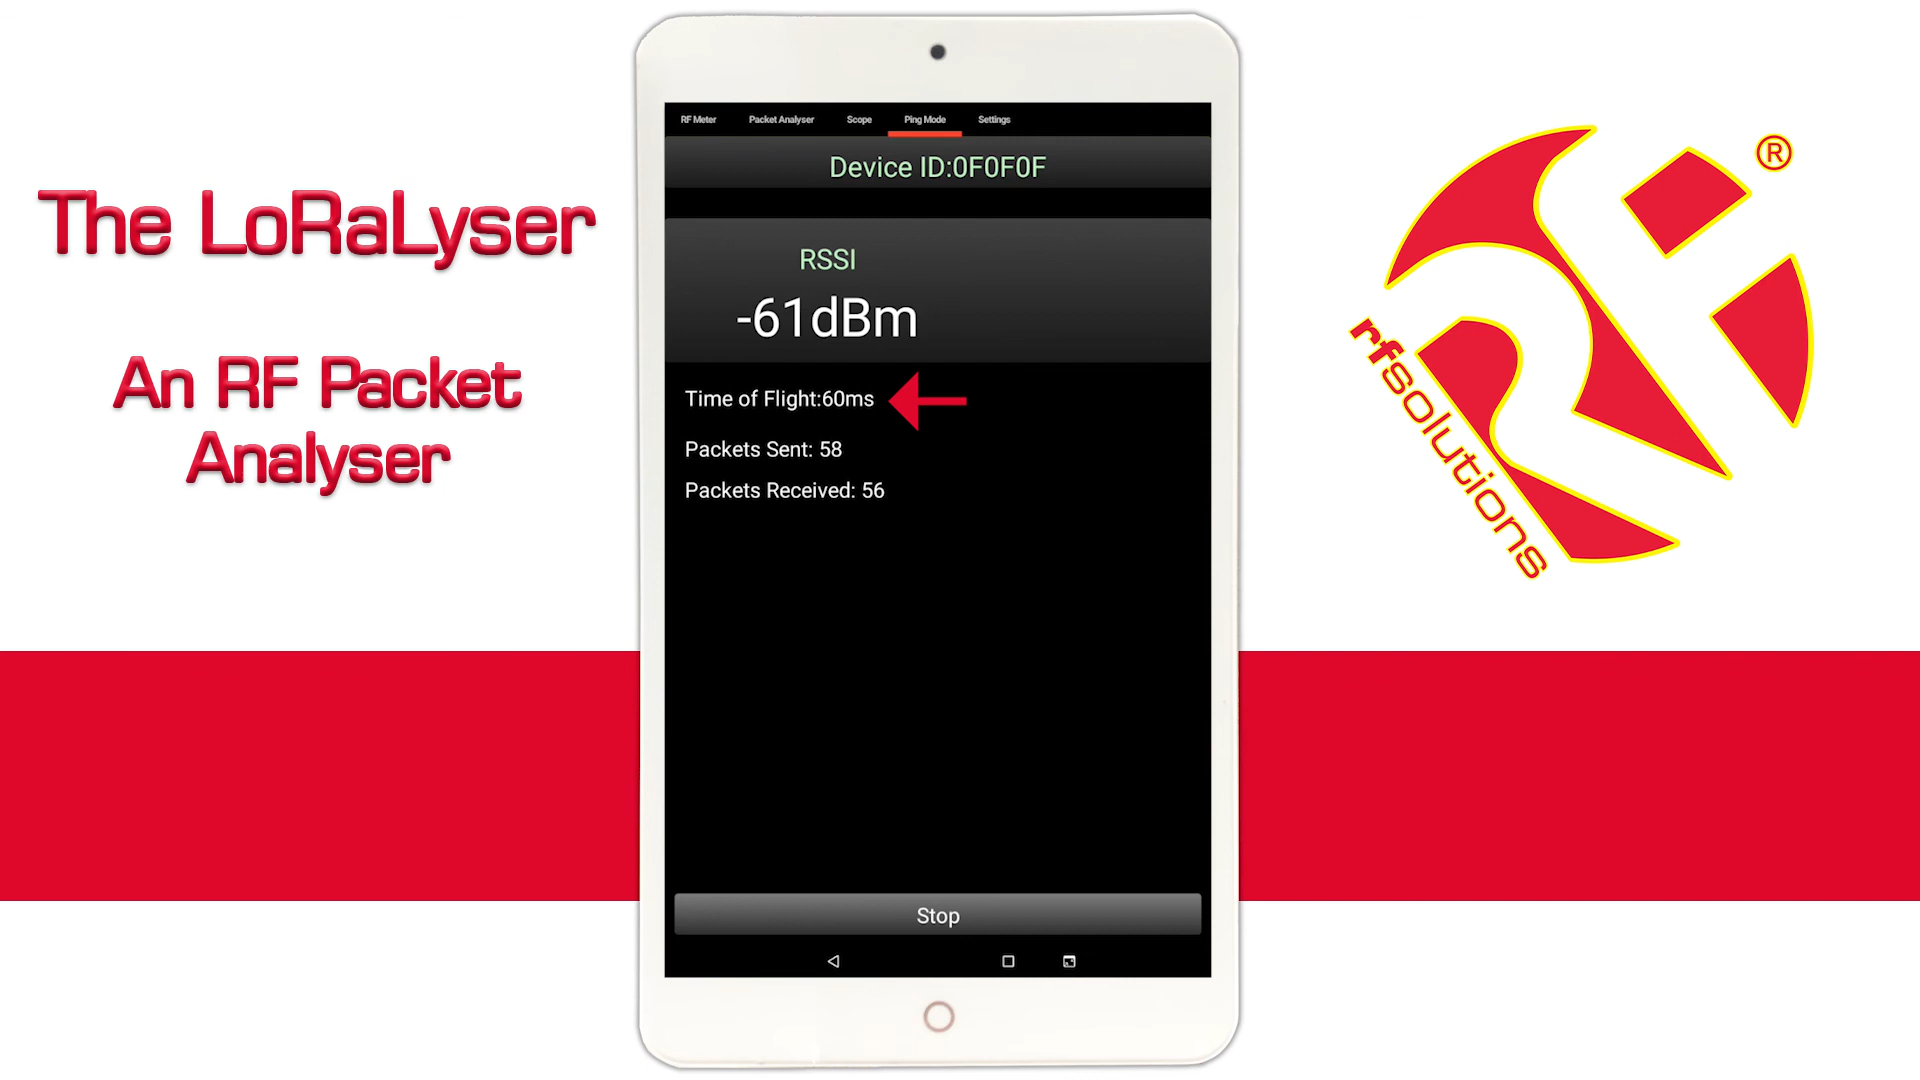 The LoRaLyser
An RF Packet
Analyser
RF Meter Packet Analyser Scope Ping Mode Settings
Device ID:0F0F0F
RSSI
-61dBm
Time of Flight:60ms
Packets Sent: 58
Packets Received: 56
Stop
®
rfsolutions